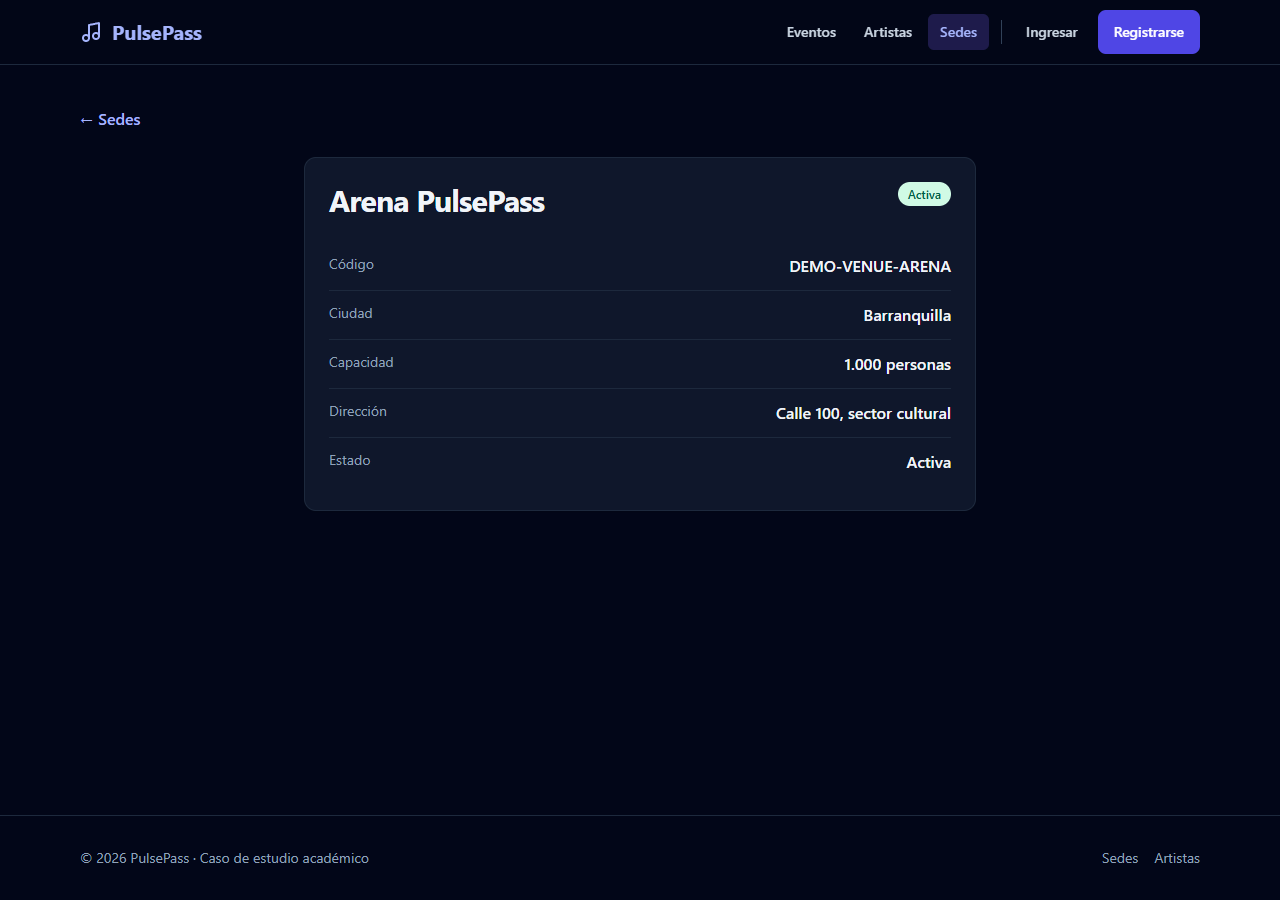 PulsePass Eventos Artistas Sedes Ingresar Registrarse
← Sedes
Arena PulsePass Activa
Código DEMO-VENUE-ARENA
Ciudad Barranquilla
Capacidad 1.000 personas
Dirección Calle 100, sector cultural
Estado Activa
© 2026 PulsePass · Caso de estudio académico Sedes Artistas